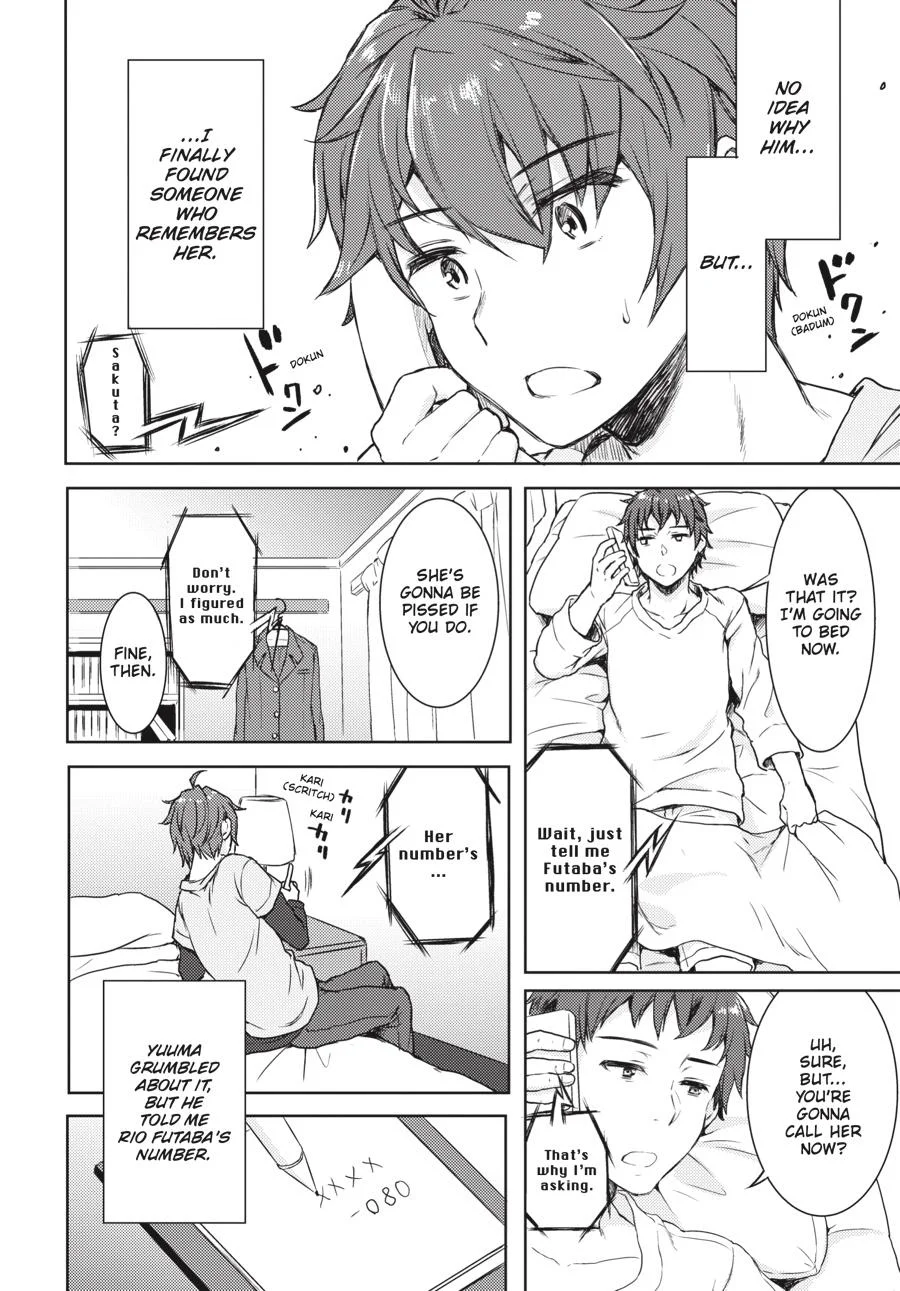 NO
IDEA
WHY
HIM...
BUT...
ドクン
DOKUN
(BADUM)
...I
FINALLY
FOUND
SOMEONE
WHO
REMEMBERS
HER.
ドクン
DOKUN
Sakuta?
WAS
THAT IT?
I'M GOING
TO BED
NOW.
Wait, just
tell me
Futaba's
number.
UH,
SURE,
BUT...
YOU'RE
GONNA
CALL HER
NOW?
That's
why I'm
asking.
SHE'S
GONNA BE
PISSED IF
YOU DO.
Don't
worry.
I figured
as much.
FINE,
THEN.
Her
number's
...
カリ
カリ
KARI
(SCRITCH)
KARI
YUUMA
GRUMBLED
ABOUT IT,
BUT HE
TOLD ME
RIO FUTABA'S
NUMBER.
XXXX
-080